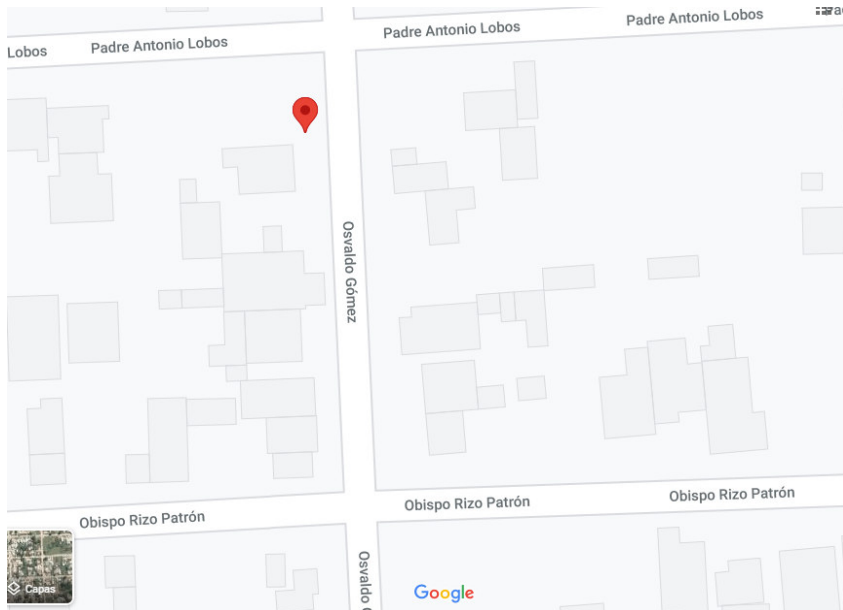 Lobos
Padre Antonio Lobos
Padre Antonio Lobos
Padre Antonio Lobos
Osvaldo Gómez
Obispo Rizo Patrón
Obispo Rizo Patrón
Obispo Rizo Patrón
Osvaldo G
Capas
Google